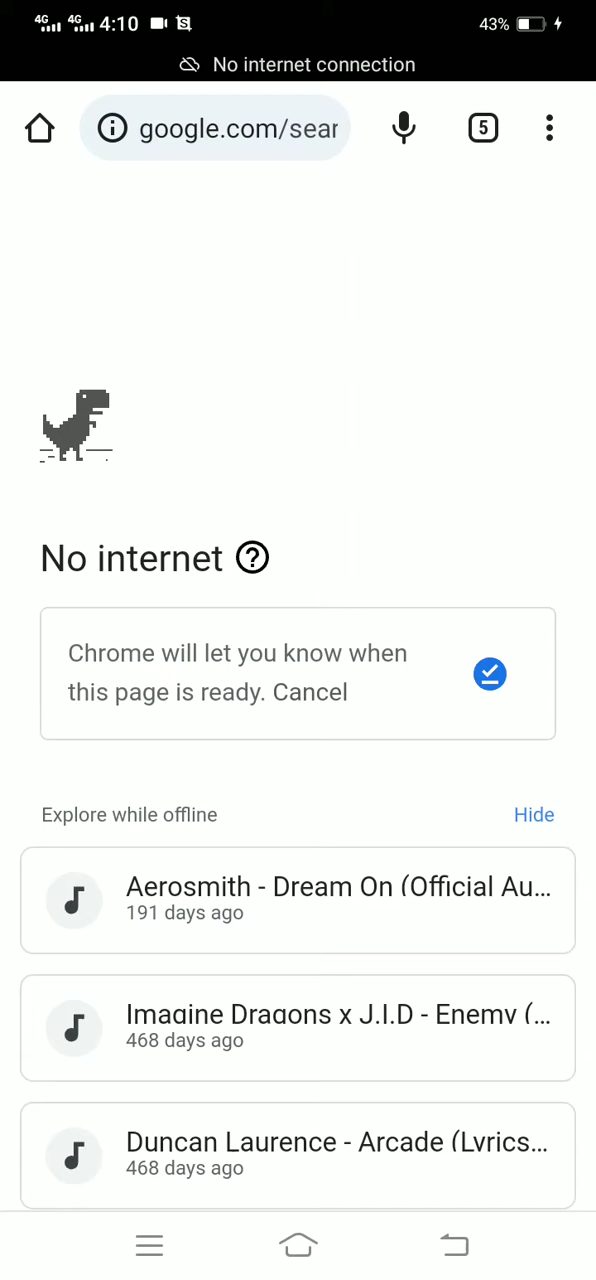 4G 4G 4:10 43%
No internet connection
google.com/sear 5
No internet
Chrome will let you know when
this page is ready. Cancel
Explore while offline Hide
Aerosmith - Dream On (Official Au...
191 days ago
Imagine Dragons x J.I.D - Enemy (...
468 days ago
Duncan Laurence - Arcade (Lyrics...
468 days ago